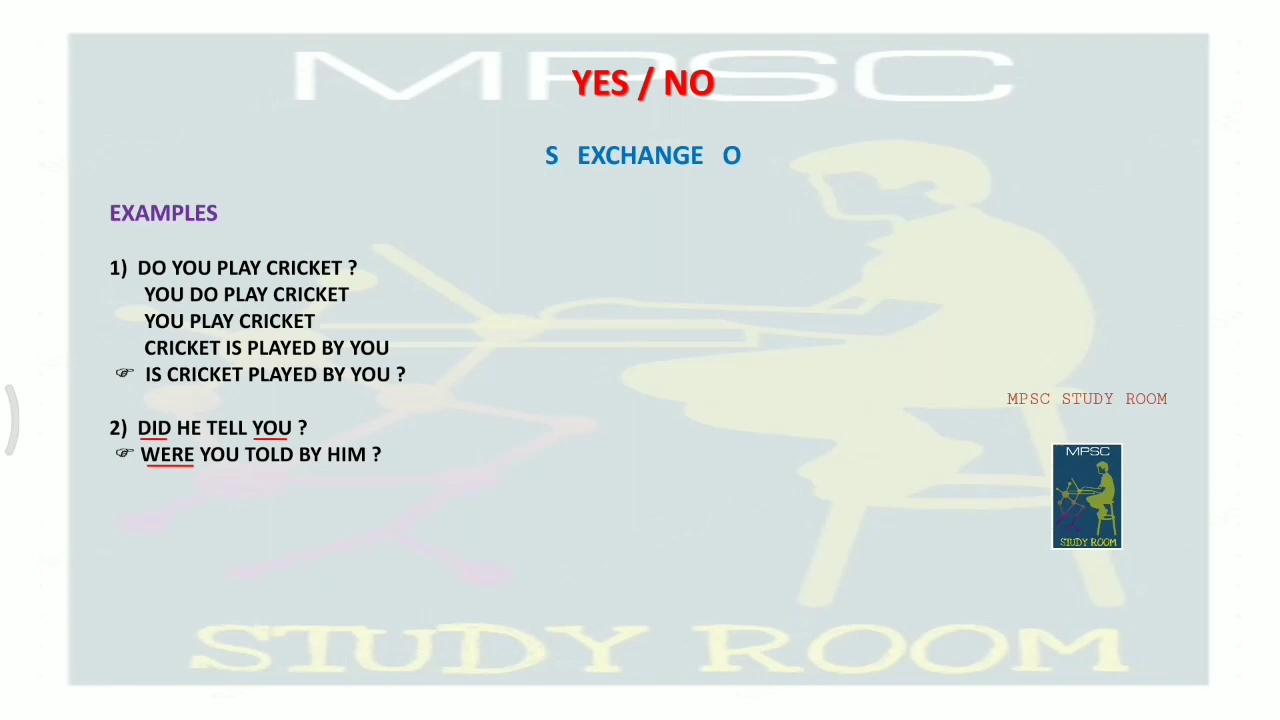 MPSC
YES / NO
S EXCHANGE O
EXAMPLES
1) DO YOU PLAY CRICKET ?
YOU DO PLAY CRICKET
YOU PLAY CRICKET
CRICKET IS PLAYED BY YOU
☞ IS CRICKET PLAYED BY YOU ?
2) DID HE TELL YOU ?
☞ WERE YOU TOLD BY HIM ?
MPSC STUDY ROOM
MPSC
STUDY ROOM
STUDY ROOM